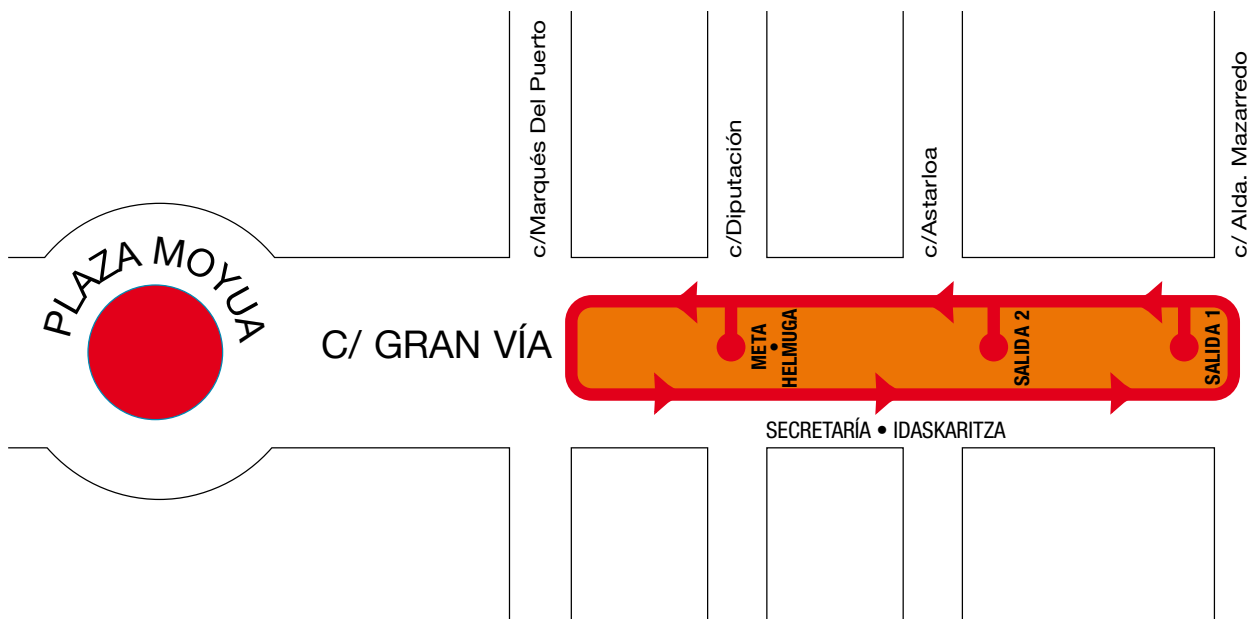 c/Marqués Del Puerto
c/Diputación
c/Astarloa
c/ Alda. Mazarredo
PLAZA MOYUA
C/ GRAN VÍA
META
•
HELMUGA
SALIDA 2
SALIDA 1
SECRETARÍA • IDASKARITZA